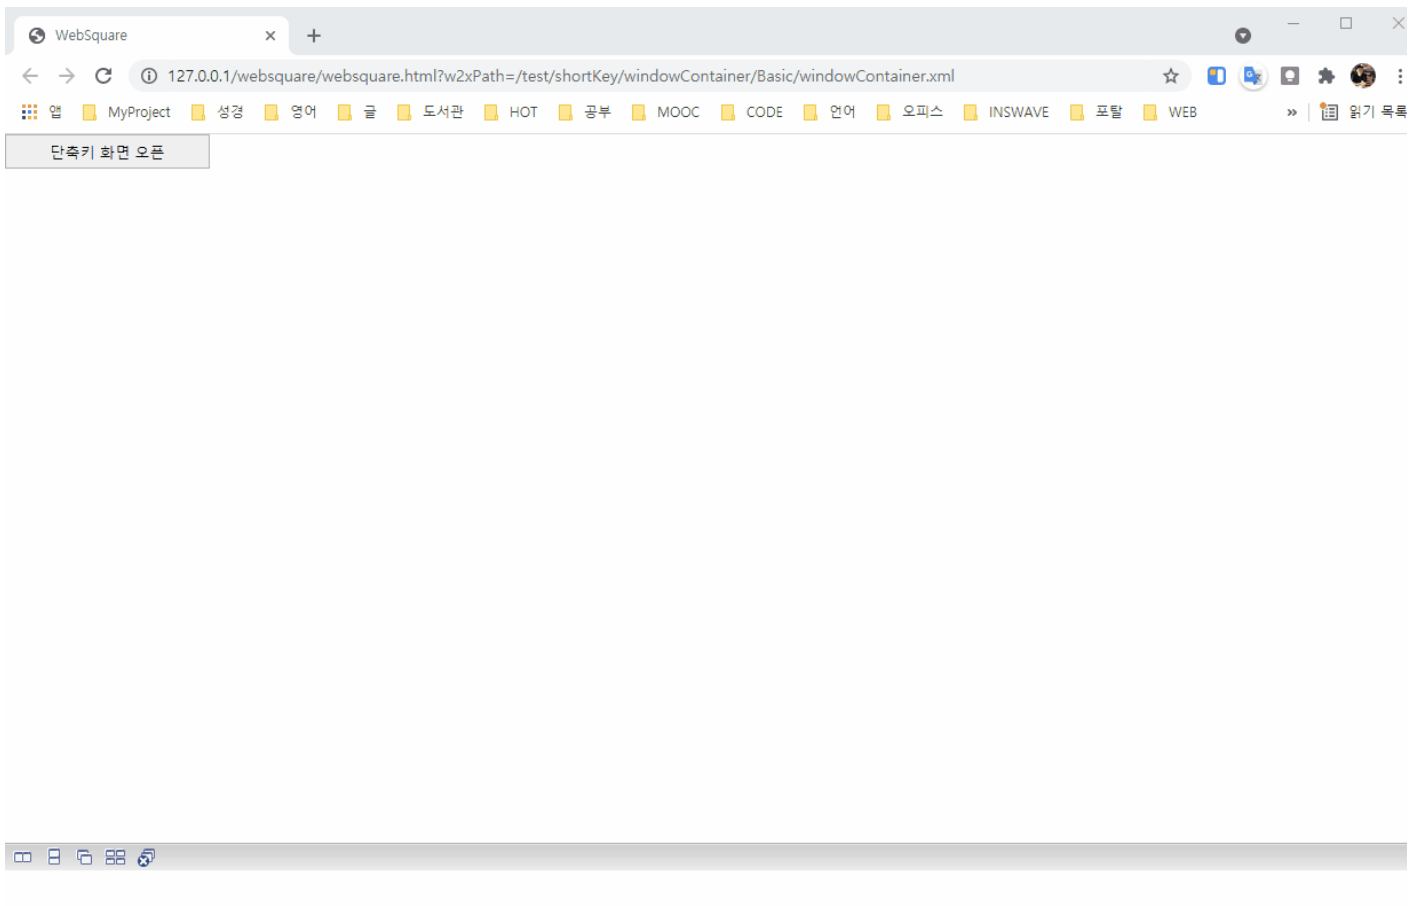 WebSquare
127.0.0.1/websquare/websquare.html?w2xPath=/test/shortKey/windowContainer/Basic/windowContainer.xml
앱 MyProject 성경 영어 글 도서관 HOT 공부 MOOC CODE 언어 오피스 INSWAVE 포탈 WEB » 읽기 목록
단축키 화면 오픈